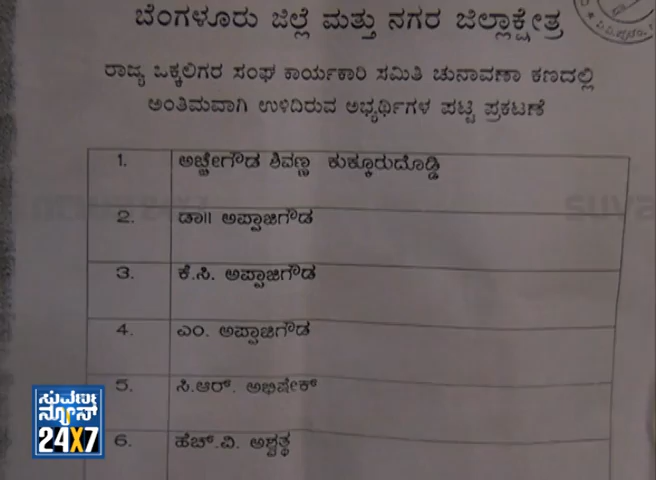 ಬೆಂಗಳೂರು ಜಿಲ್ಲೆ ಮತ್ತು ನಗರ ಜಿಲ್ಲಾಕ್ಷೇತ್ರ
ರಾಜ್ಯ ಒಕ್ಕಲಿಗರ ಸಂಘ ಕಾರ್ಯಕಾರಿ ಸಮಿತಿ ಚುನಾವಣಾ ಕಣದಲ್ಲಿ
ಅಂತಿಮವಾಗಿ ಉಳಿದಿರುವ ಅಭ್ಯರ್ಥಿಗಳ ಪಟ್ಟಿ ಪ್ರಕಟಣೆ
1. ಅಚ್ಚೇಗೌಡ ಶಿವಣ್ಣ ಕುಕ್ಕೂರುದೊಡ್ಡಿ
2. ಡಾ॥ ಅಪ್ಪಾಜಿಗೌಡ
3. ಕೆ.ಸಿ. ಅಪ್ಪಾಜಿಗೌಡ
4. ಎಂ. ಅಪ್ಪಾಜಿಗೌಡ
5. ಸಿ.ಆರ್. ಅಭಿಷೇಕ್
6. ಹೆಚ್.ವಿ. ಅಶ್ವತ್ಥ
ಸುವರ್ಣ
ನ್ಯೂಸ್
24X7